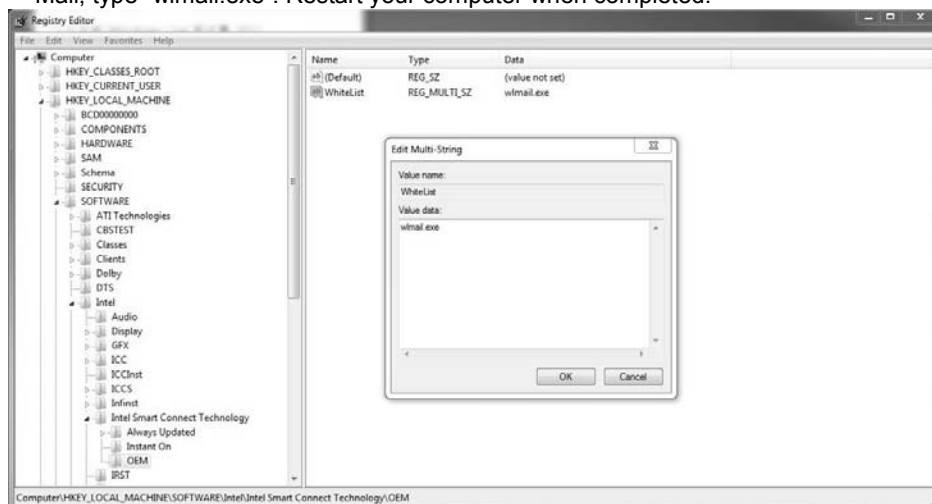 Mail, type "wlmail.exe". Restart your computer when completed.
Registry Editor
File Edit View Favorites Help
Computer
HKEY_CLASSES_ROOT
HKEY_CURRENT_USER
HKEY_LOCAL_MACHINE
BCD00000000
COMPONENTS
HARDWARE
SAM
Schema
SECURITY
SOFTWARE
ATI Technologies
CBSTEST
Classes
Clients
Dolby
DTS
Intel
Audio
Display
GFX
ICC
ICCInst
ICCS
Infinst
Intel Smart Connect Technology
Always Updated
Instant On
OEM
IRST
Name Type Data
(Default) REG_SZ (value not set)
WhiteList REG_MULTI_SZ wlmail.exe
Edit Multi-String
Value name:
WhiteList
Value data:
wlmail.exe
OK Cancel
Computer\HKEY_LOCAL_MACHINE\SOFTWARE\Intel\Intel Smart Connect Technology\OEM